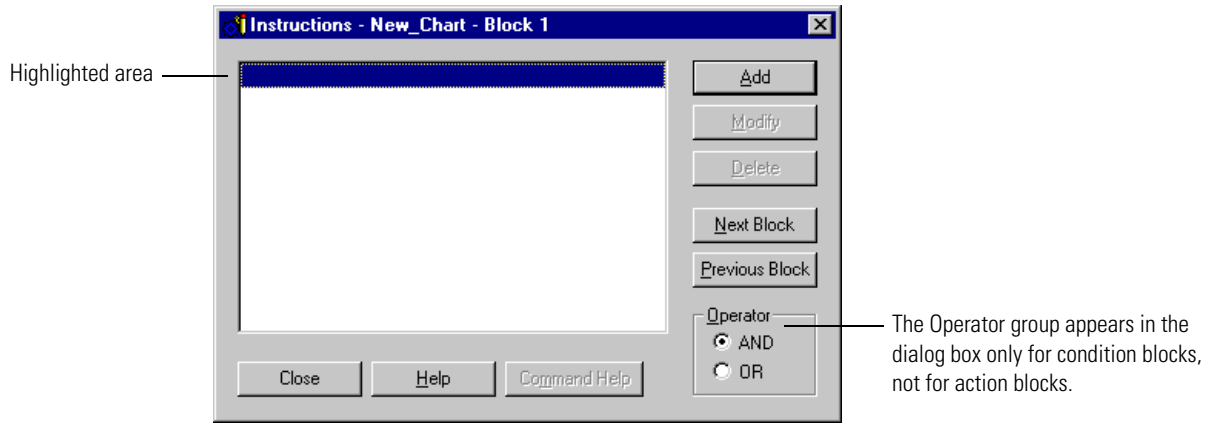 Instructions - New_Chart - Block 1
Highlighted area
Add
Modify
Delete
Next Block
Previous Block
Operator
AND
OR
The Operator group appears in the
dialog box only for condition blocks,
not for action blocks.
Close
Help
Command Help